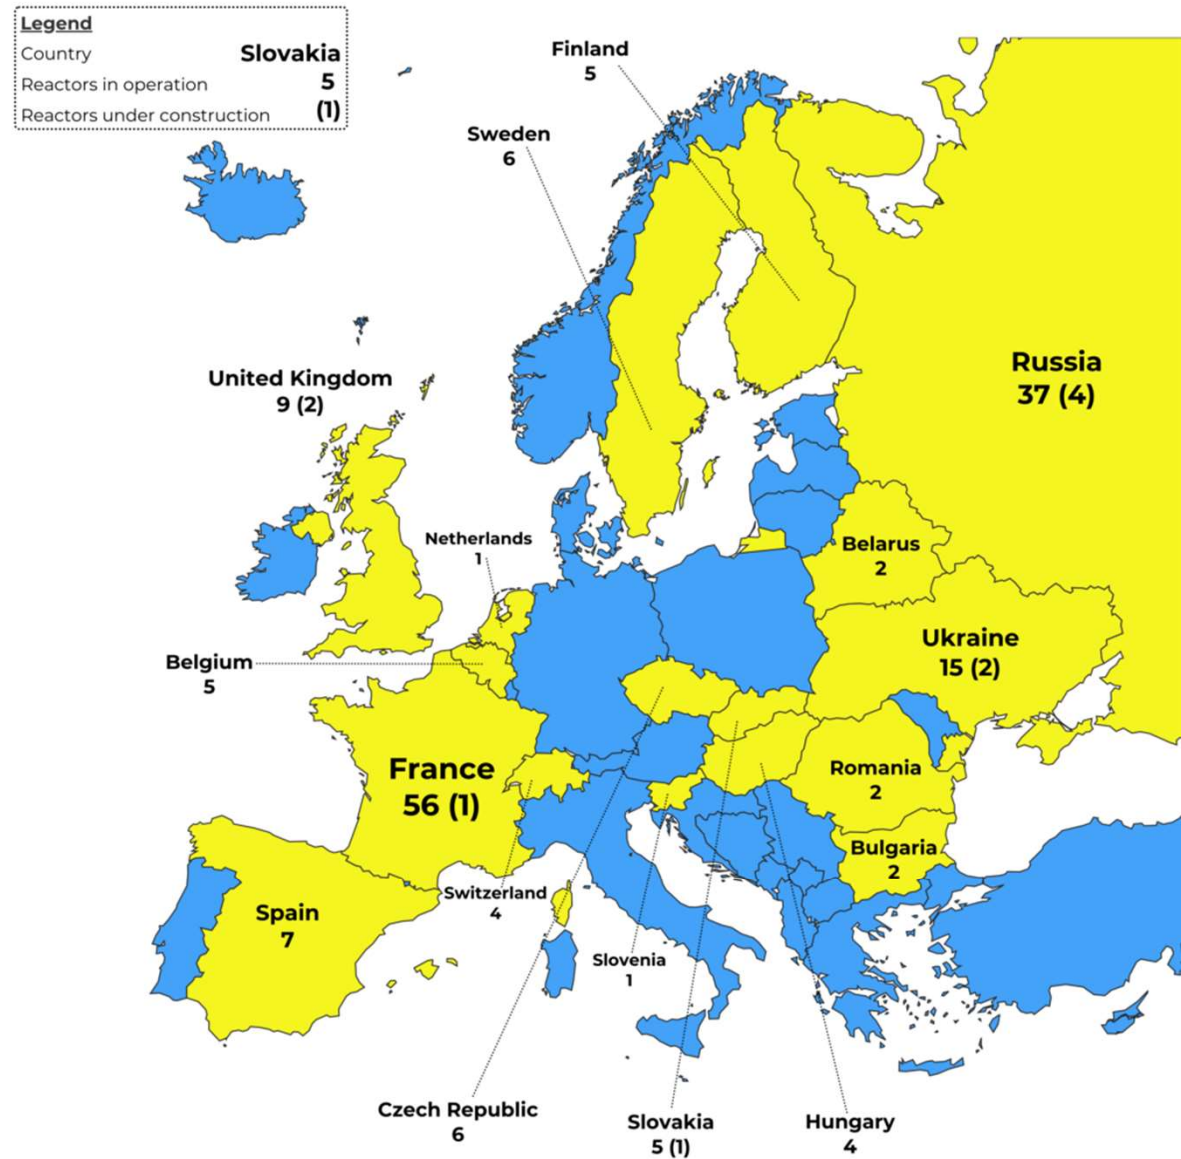 Legend
Country Slovakia
Reactors in operation 5
Reactors under construction (1)
Finland
5
Sweden
6
United Kingdom
9 (2)
Russia
37 (4)
Netherlands
1
Belarus
2
Belgium
5
Ukraine
15 (2)
France
56 (1)
Romania
2
Bulgaria
2
Switzerland
4
Spain
7
Slovenia
1
Czech Republic
6
Slovakia
5 (1)
Hungary
4